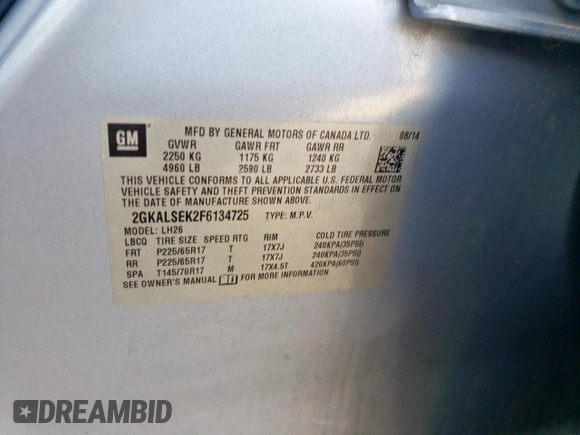 GM
MFD BY GENERAL MOTORS OF CANADA LTD. 08/14
GVWR GAWR FRT GAWR RR
2250 KG 1175 KG 1240 KG
4960 LB 2590 LB 2733 LB
THIS VEHICLE CONFORMS TO ALL APPLICABLE U.S. FEDERAL MOTOR
VEHICLE SAFETY AND THEFT PREVENTION STANDARDS IN EFFECT ON
THE DATE OF MANUFACTURE SHOWN ABOVE.
2GKALSEK2F6134725 TYPE: M.P.V.
MODEL: LH26
LBCQ TIRE SIZE SPEED RTG RIM COLD TIRE PRESSURE
FRT P225/65R17 T 17X7J 240KPA(35PSI)
RR P225/65R17 T 17X7J 240KPA(35PSI)
SPA T145/70R17 M 17X4.5T 420KPA(60PSI)
SEE OWNER'S MANUAL FOR MORE INFORMATION
DREAMBID